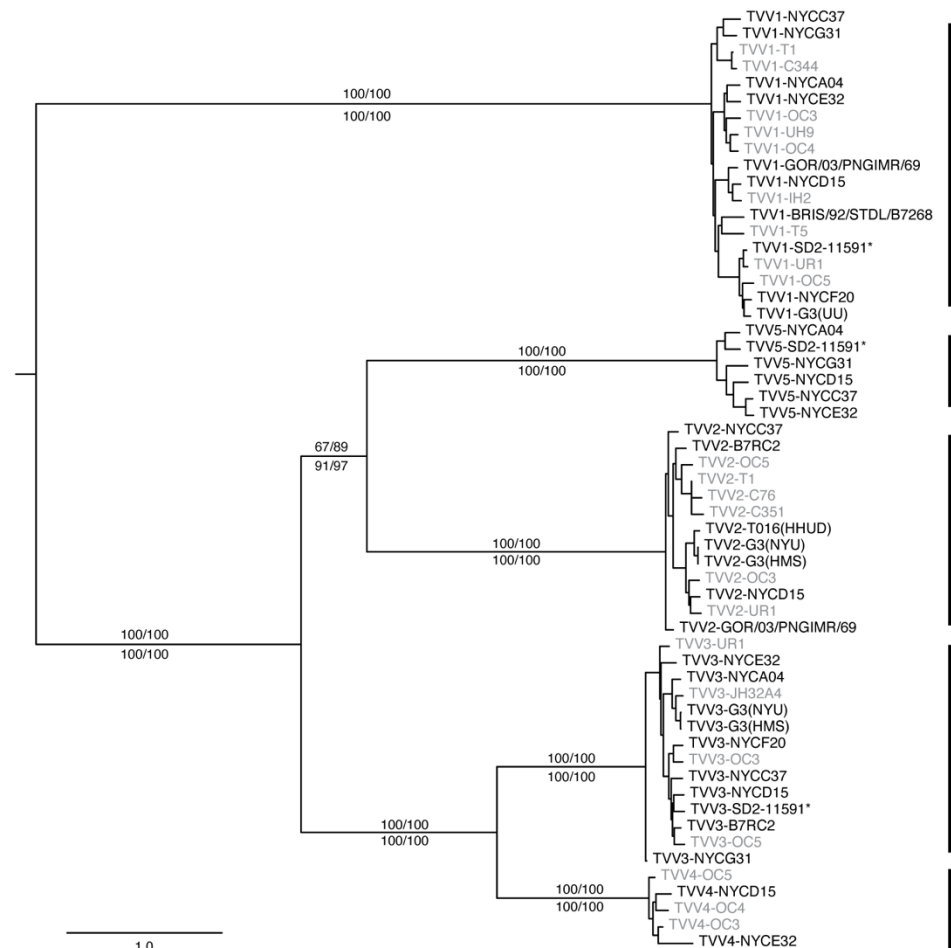 TVV1-NYCC37
TVV1-NYCG31
TVV1-T1
TVV1-C344
TVV1-NYCA04
100/100
100/100
TVV1-NYCE32
TVV1-OC3
TVV1-UH9
TVV1-OC4
TVV1-GOR/03/PNGIMR/69
TVV1-NYCD15
TVV1-IH2
TVV1-BRIS/92/STDL/B7268
TVV1-T5
TVV1-SD2-11591*
TVV1-UR1
TVV1-OC5
TVV1-NYCF20
TVV1-G3(UU)
TVV5-NYCA04
TVV5-SD2-11591*
100/100
100/100
TVV5-NYCG31
TVV5-NYCD15
TVV5-NYCC37
TVV5-NYCE32
TVV2-NYCC37
67/89
91/97
TVV2-B7RC2
TVV2-OC5
TVV2-T1
TVV2-C76
TVV2-C351
TVV2-T016(HHUD)
100/100
100/100
TVV2-G3(NYU)
TVV2-G3(HMS)
TVV2-OC3
TVV2-NYCD15
TVV2-UR1
TVV2-GOR/03/PNGIMR/69
100/100
100/100
TVV3-UR1
TVV3-NYCE32
TVV3-NYCA04
TVV3-JH32A4
TVV3-G3(NYU)
TVV3-G3(HMS)
TVV3-NYCF20
100/100
100/100
TVV3-OC3
TVV3-NYCC37
TVV3-NYCD15
TVV3-SD2-11591*
100/100
100/100
TVV3-B7RC2
TVV3-OC5
TVV3-NYCG31
TVV4-OC5
100/100
100/100
TVV4-NYCD15
TVV4-OC4
TVV4-OC3
TVV4-NYCE32
1.0